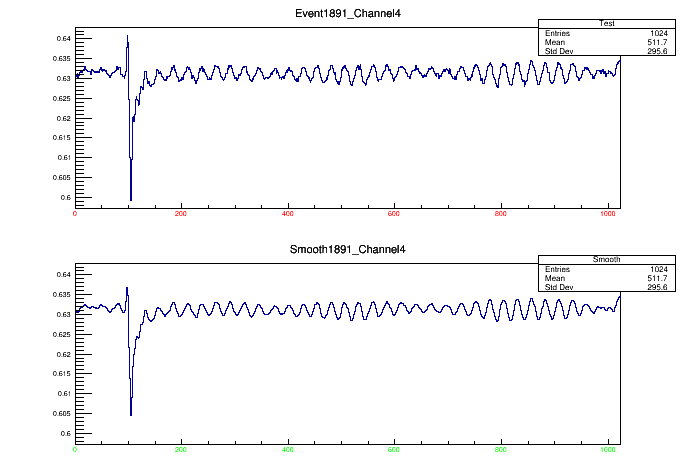 Event1891_Channel4
Test
Entries 1024
Mean 511.7
Std Dev 295.6
0.64
0.635
0.63
0.625
0.62
0.615
0.61
0.605
0.6
0 200 400 600 800 1000
Smooth1891_Channel4
Smooth
Entries 1024
Mean 511.7
Std Dev 295.6
0.64
0.635
0.63
0.625
0.62
0.615
0.61
0.605
0.6
0 200 400 600 800 1000